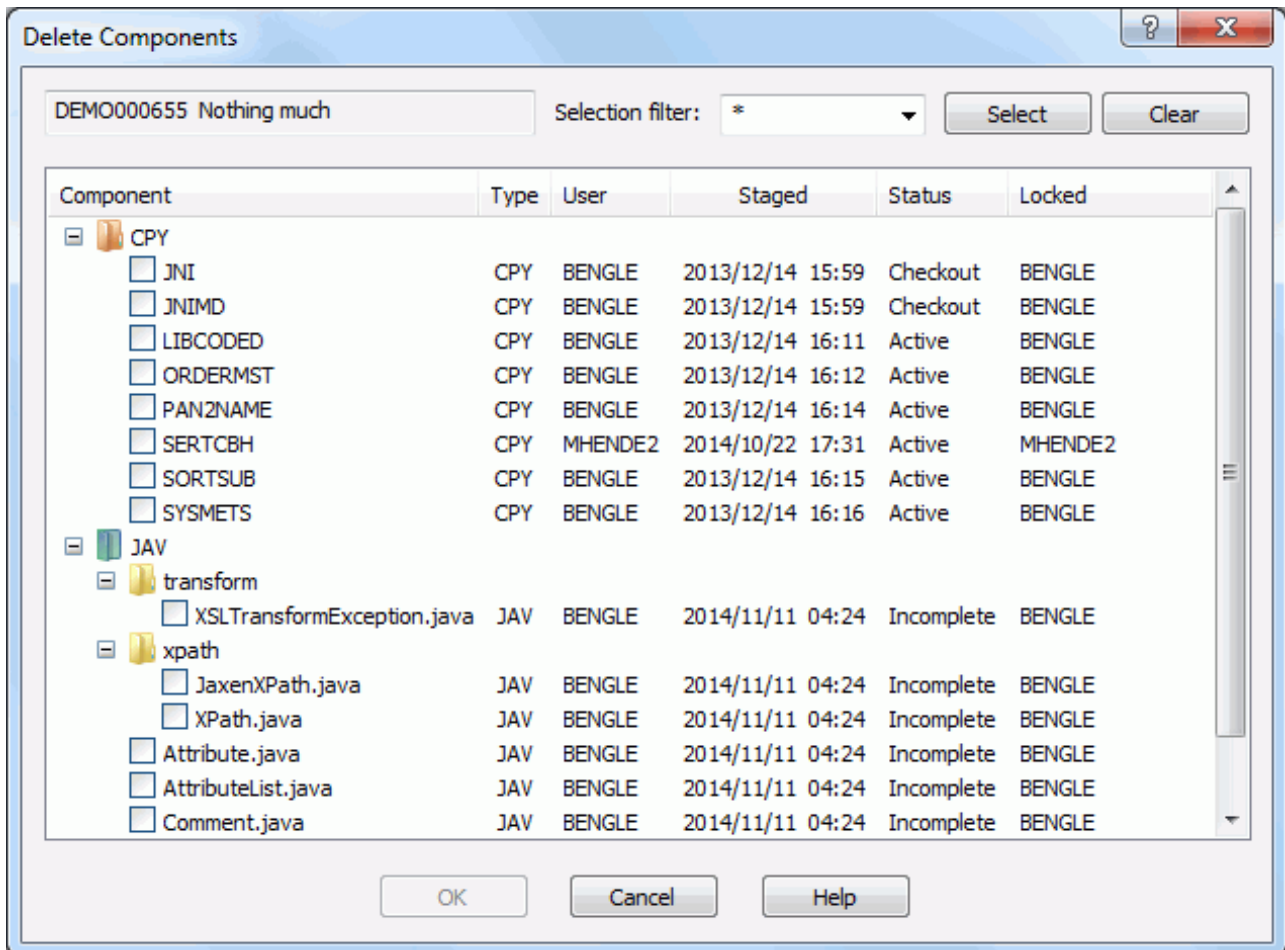 Delete Components
DEMO000655 Nothing much Selection filter: * Select Clear
Component Type User Staged Status Locked
CPY
JNI CPY BENGLE 2013/12/14 15:59 Checkout BENGLE
JNIMD CPY BENGLE 2013/12/14 15:59 Checkout BENGLE
LIBCODED CPY BENGLE 2013/12/14 16:11 Active BENGLE
ORDERMST CPY BENGLE 2013/12/14 16:12 Active BENGLE
PAN2NAME CPY BENGLE 2013/12/14 16:14 Active BENGLE
SERTCBH CPY MHENDE2 2014/10/22 17:31 Active MHENDE2
SORTSUB CPY BENGLE 2013/12/14 16:15 Active BENGLE
SYSMETS CPY BENGLE 2013/12/14 16:16 Active BENGLE
JAV
transform
XSLTransformException.java JAV BENGLE 2014/11/11 04:24 Incomplete BENGLE
xpath
JaxenXPath.java JAV BENGLE 2014/11/11 04:24 Incomplete BENGLE
XPath.java JAV BENGLE 2014/11/11 04:24 Incomplete BENGLE
Attribute.java JAV BENGLE 2014/11/11 04:24 Incomplete BENGLE
AttributeList.java JAV BENGLE 2014/11/11 04:24 Incomplete BENGLE
Comment.java JAV BENGLE 2014/11/11 04:24 Incomplete BENGLE
OK Cancel Help